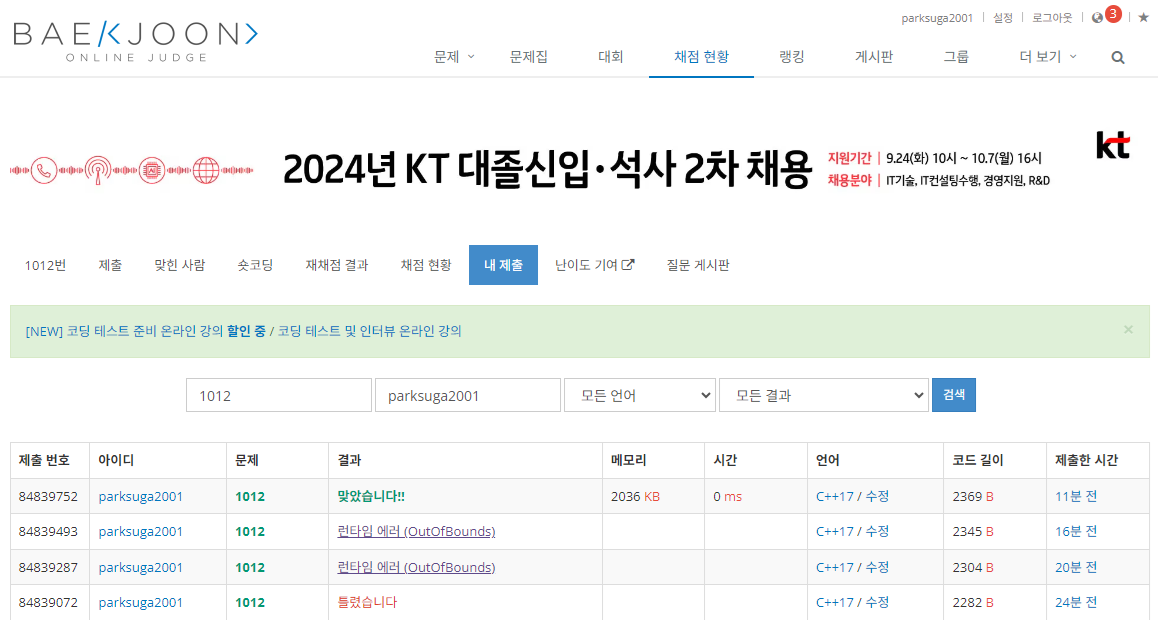 parksuga2001 설정 로그아웃 3
BAEKJOON>
ONLINE JUDGE
문제 문제집 대회 채점 현황 랭킹 게시판 그룹 더 보기
2024년 KT 대졸신입·석사 2차 채용
지원기간 | 9.24(화) 10시 ~ 10.7(월) 16시
채용분야 | IT기술, IT컨설팅수행, 경영지원, R&D
kt
1012번 제출 맞힌 사람 숏코딩 재채점 결과 채점 현황 내 제출 난이도 기여 질문 게시판
[NEW] 코딩 테스트 준비 온라인 강의 할인 중 / 코딩 테스트 및 인터뷰 온라인 강의 ×
1012 parksuga2001 모든 언어 모든 결과 검색
제출 번호 아이디 문제 결과 메모리 시간 언어 코드 길이 제출한 시간
84839752 parksuga2001 1012 맞았습니다!! 2036 KB 0 ms C++17 / 수정 2369 B 11분 전
84839493 parksuga2001 1012 런타임 에러 (OutOfBounds) C++17 / 수정 2345 B 16분 전
84839287 parksuga2001 1012 런타임 에러 (OutOfBounds) C++17 / 수정 2304 B 20분 전
84839072 parksuga2001 1012 틀렸습니다 C++17 / 수정 2282 B 24분 전